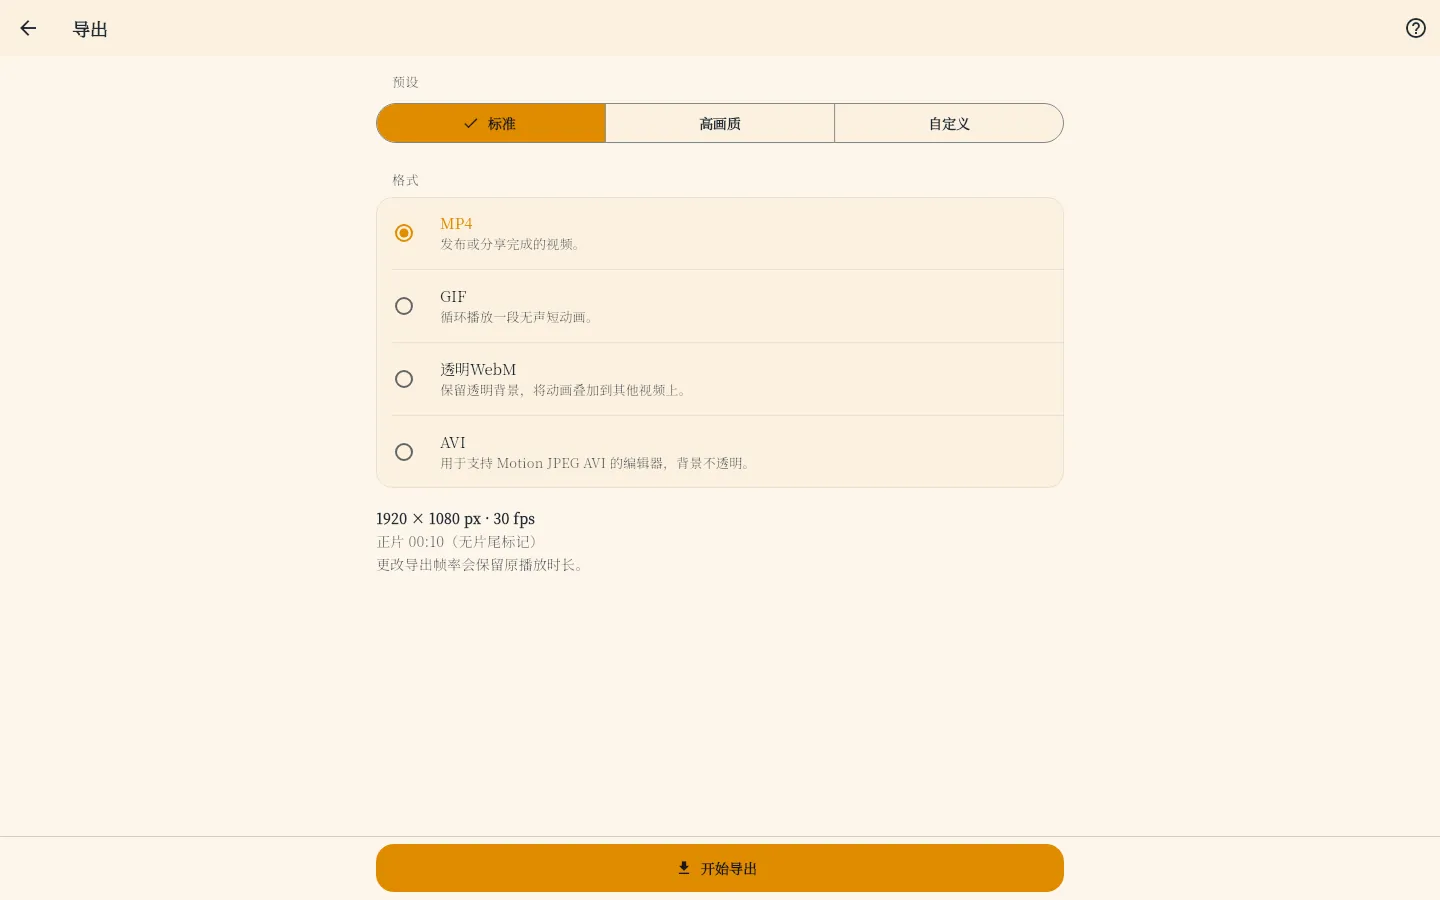 导出
预设
标准
高画质
自定义
格式
MP4
发布或分享完成的视频。
GIF
循环播放一段无声短动画。
透明WebM
保留透明背景，将动画叠加到其他视频上。
AVI
用于支持 Motion JPEG AVI 的编辑器，背景不透明。
1920 × 1080 px · 30 fps
正片 00:10（无片尾标记）
更改导出帧率会保留原播放时长。
开始导出